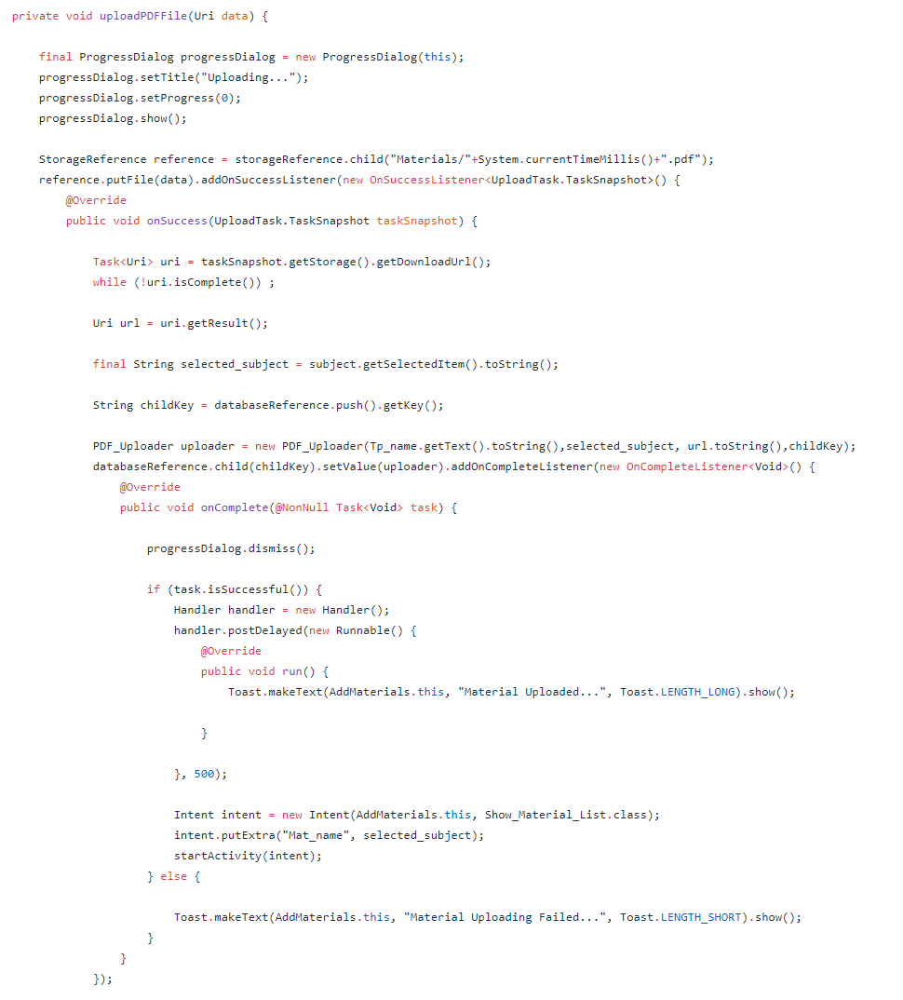 private void uploadPDFFile(Uri data) {
final ProgressDialog progressDialog = new ProgressDialog(this);
progressDialog.setTitle("Uploading...");
progressDialog.setProgress(0);
progressDialog.show();
StorageReference reference = storageReference.child("Materials/"+System.currentTimeMillis()+".pdf");
reference.putFile(data).addOnSuccessListener(new OnSuccessListener<UploadTask.TaskSnapshot>() {
@Override
public void onSuccess(UploadTask.TaskSnapshot taskSnapshot) {
Task<Uri> uri = taskSnapshot.getStorage().getDownloadUrl();
while (!uri.isComplete()) ;
Uri url = uri.getResult();
final String selected_subject = subject.getSelectedItem().toString();
String childKey = databaseReference.push().getKey();
PDF_Uploader uploader = new PDF_Uploader(Tp_name.getText().toString(),selected_subject, url.toString(),childKey);
databaseReference.child(childKey).setValue(uploader).addOnCompleteListener(new OnCompleteListener<Void>() {
@Override
public void onComplete(@NonNull Task<Void> task) {
progressDialog.dismiss();
if (task.isSuccessful()) {
Handler handler = new Handler();
handler.postDelayed(new Runnable() {
@Override
public void run() {
Toast.makeText(AddMaterials.this, "Material Uploaded...", Toast.LENGTH_LONG).show();
}
}, 500);
Intent intent = new Intent(AddMaterials.this, Show_Material_List.class);
intent.putExtra("Mat_name", selected_subject);
startActivity(intent);
} else {
Toast.makeText(AddMaterials.this, "Material Uploading Failed...", Toast.LENGTH_SHORT).show();
}
}
});